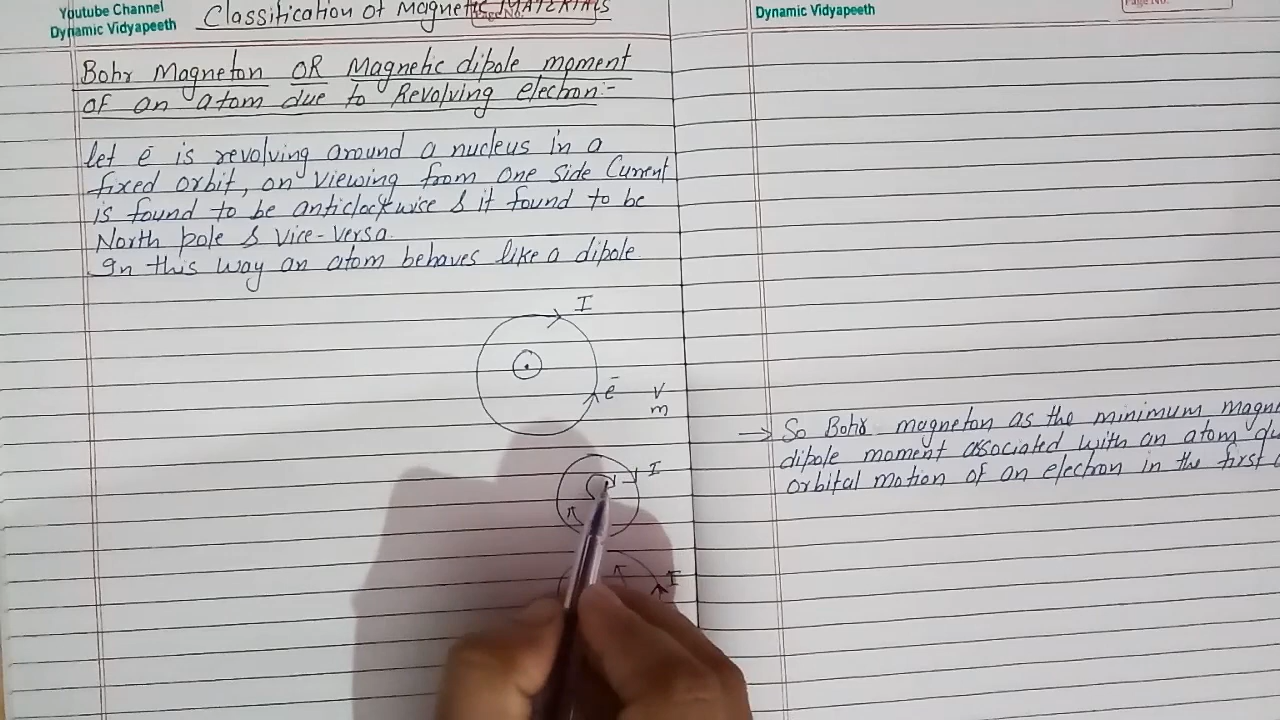 Youtube Channel
Dynamic Vidyapeeth
Classification of Magnetic MATERIALS
Page No.
Bohr Magneton OR Magnetic dipole moment
of an atom due to Revolving electron:-
let ē is revolving around a nucleus in a
fixed orbit, on viewing from one side Current
is found to be anticlockwise & it found to be
North pole & Vice-versa.
In this way an atom behaves like a dipole.
I
ē
V
m
I
I
Dynamic Vidyapeeth
Page No.
→ So Bohr magneton as the minimum
dipole moment associated with an atom
orbital motion of an electron in the first